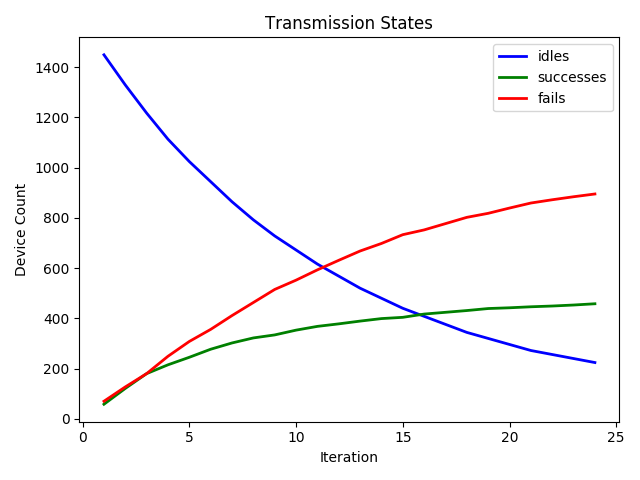 Transmission States
idles
successes
fails
Device Count
1400
1200
1000
800
600
400
200
0
0 5 10 15 20 25
Iteration